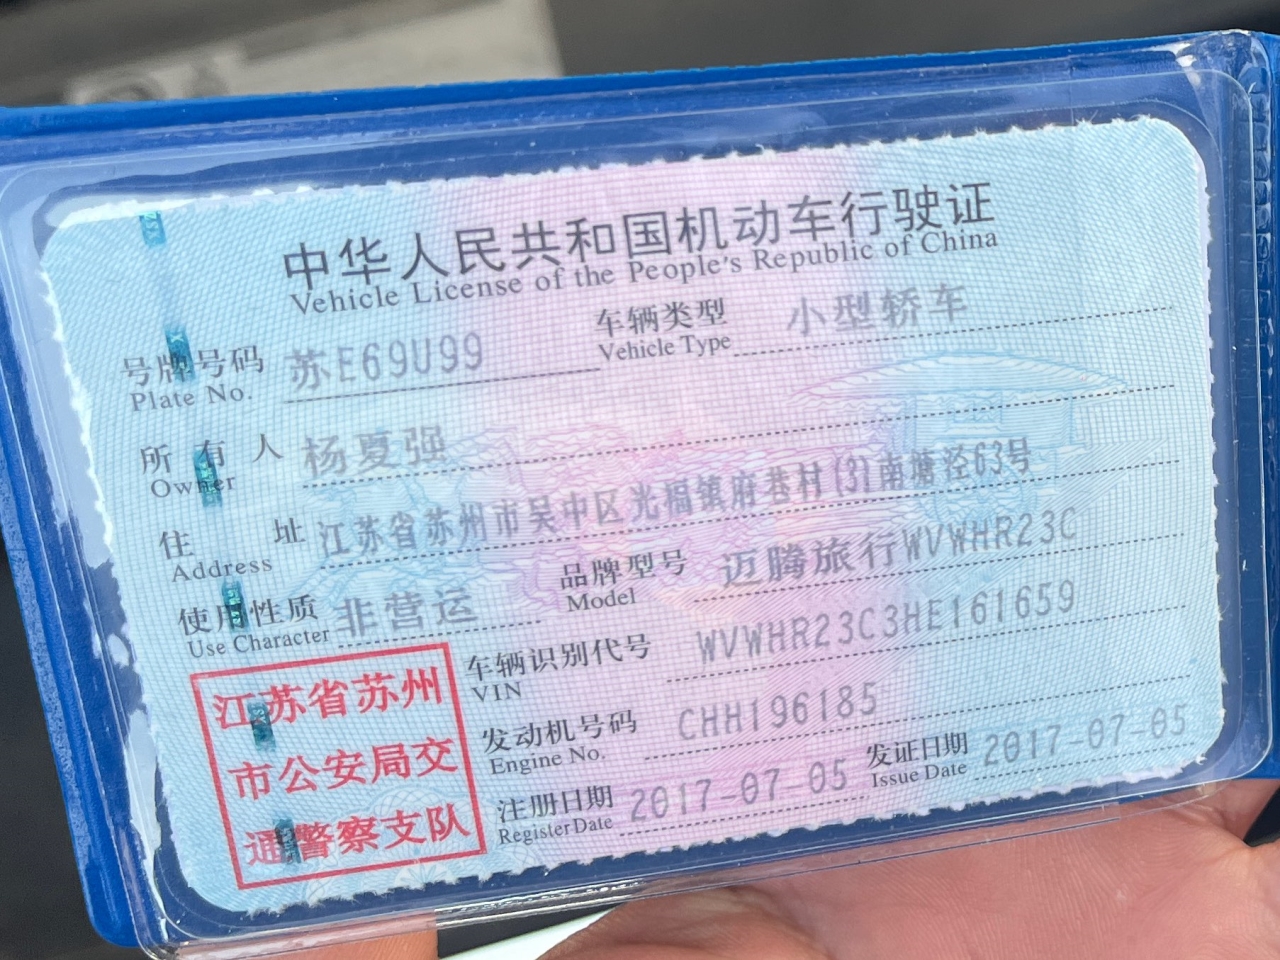 中华人民共和国机动车行驶证
Vehicle License of the People's Republic of China
号牌号码 苏E69U99 车辆类型 小型轿车
Plate No. Vehicle Type
所有人 杨夏强
Owner
住址 江苏省苏州市吴中区光福镇府巷村(3)南塘泾63号
Address
使用性质 非营运 品牌型号 迈腾旅行WVWHR23C
Use Character Model
江苏省苏州
市公安局交
通警察支队
车辆识别代号 WVWHR23C3HE161659
VIN
发动机号码 CHH196185
Engine No.
注册日期 2017-07-05 发证日期 2017-07-05
Register Date Issue Date